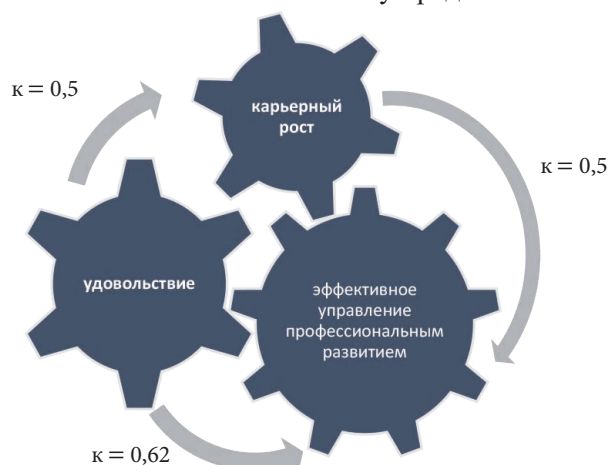 к = 0,5
карьерный
рост
к = 0,5
удовольствие
эффективное
управление
профессиональным
развитием
к = 0,62